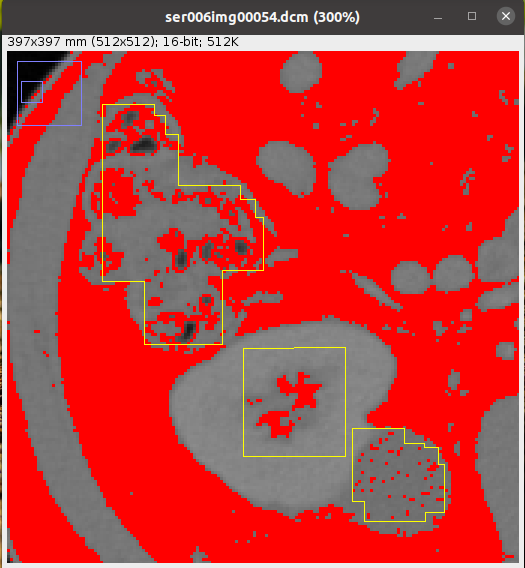 ser006img00054.dcm (300%)
397x397 mm (512x512); 16-bit; 512K